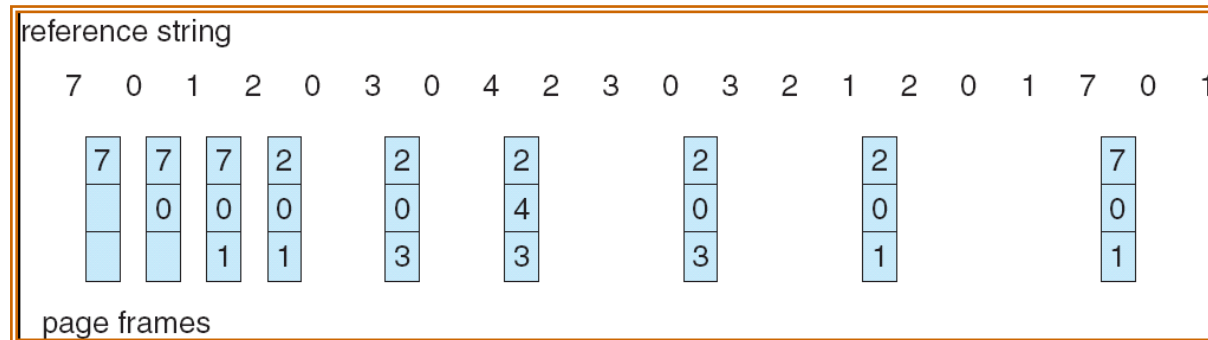 reference string
7 0 1 2 0 3 0 4 2 3 0 3 2 1 2 0 1 7 0 1
7 7 7 2 2 2 2 2 7
0 0 0 0 4 0 0 0
1 1 3 3 3 1 1
page frames